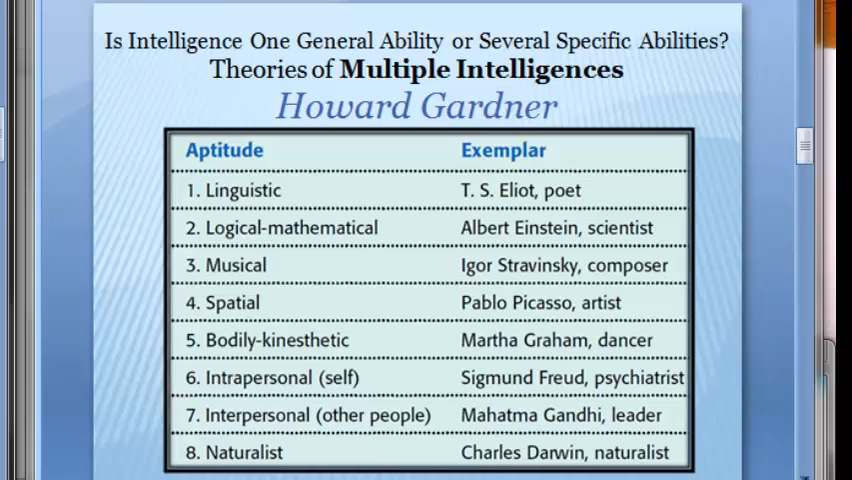 Is Intelligence One General Ability or Several Specific Abilities?
Theories of Multiple Intelligences
Howard Gardner
Aptitude Exemplar
1. Linguistic T. S. Eliot, poet
2. Logical-mathematical Albert Einstein, scientist
3. Musical Igor Stravinsky, composer
4. Spatial Pablo Picasso, artist
5. Bodily-kinesthetic Martha Graham, dancer
6. Intrapersonal (self) Sigmund Freud, psychiatrist
7. Interpersonal (other people) Mahatma Gandhi, leader
8. Naturalist Charles Darwin, naturalist